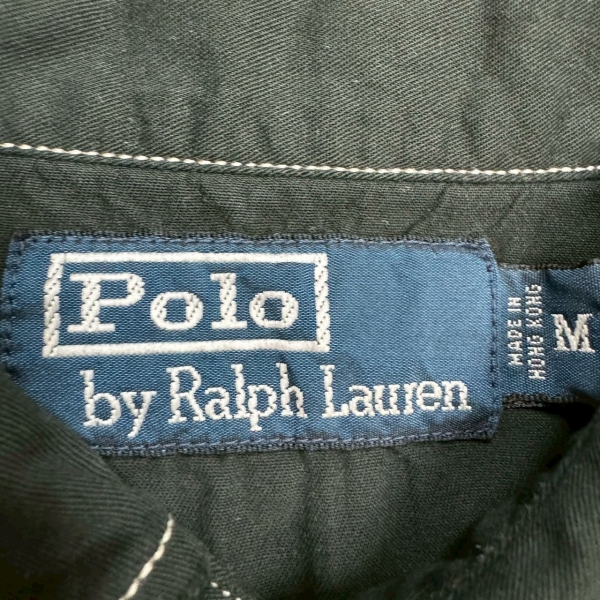 Polo
by Ralph Lauren
MADE IN
HONG KONG
M